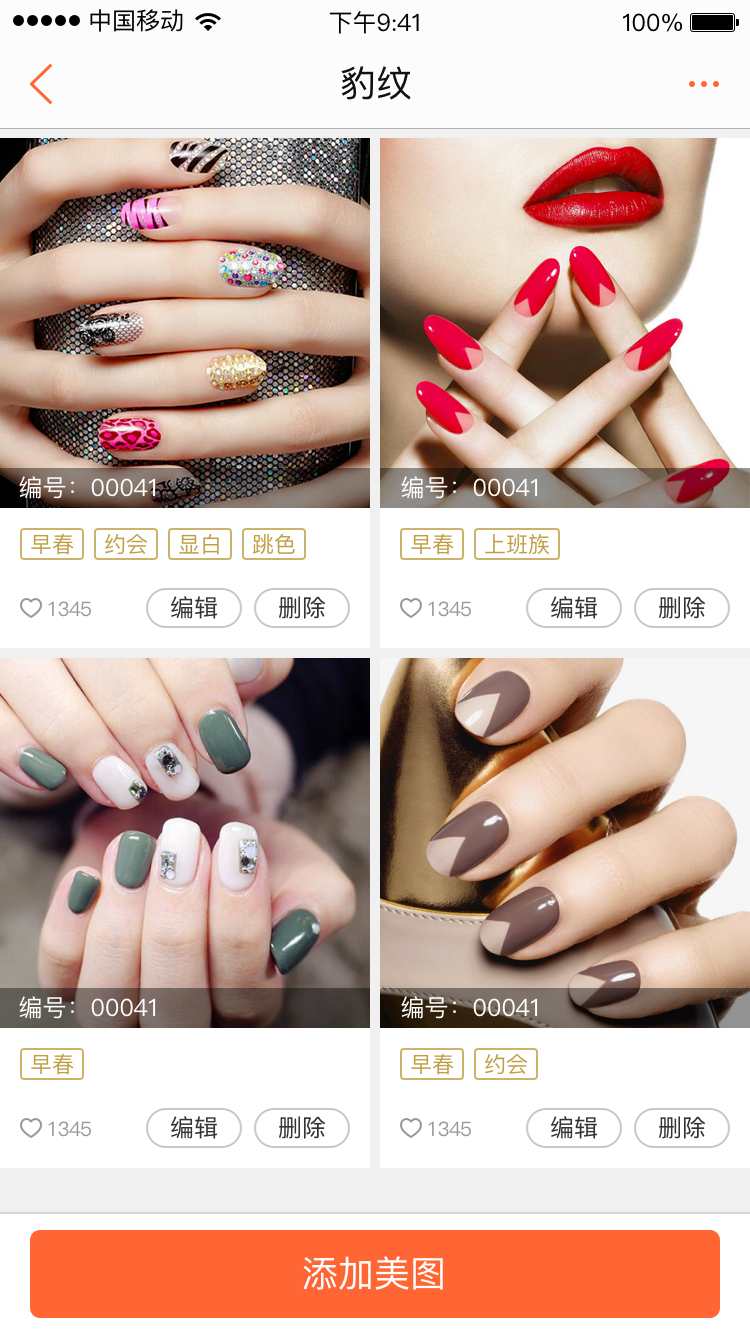 中国移动 下午9:41 100%
豹纹
编号：00041
早春 约会 显白 跳色
1345 编辑 删除
编号：00041
早春 上班族
1345 编辑 删除
编号：00041
早春
1345 编辑 删除
编号：00041
早春 约会
1345 编辑 删除
添加美图